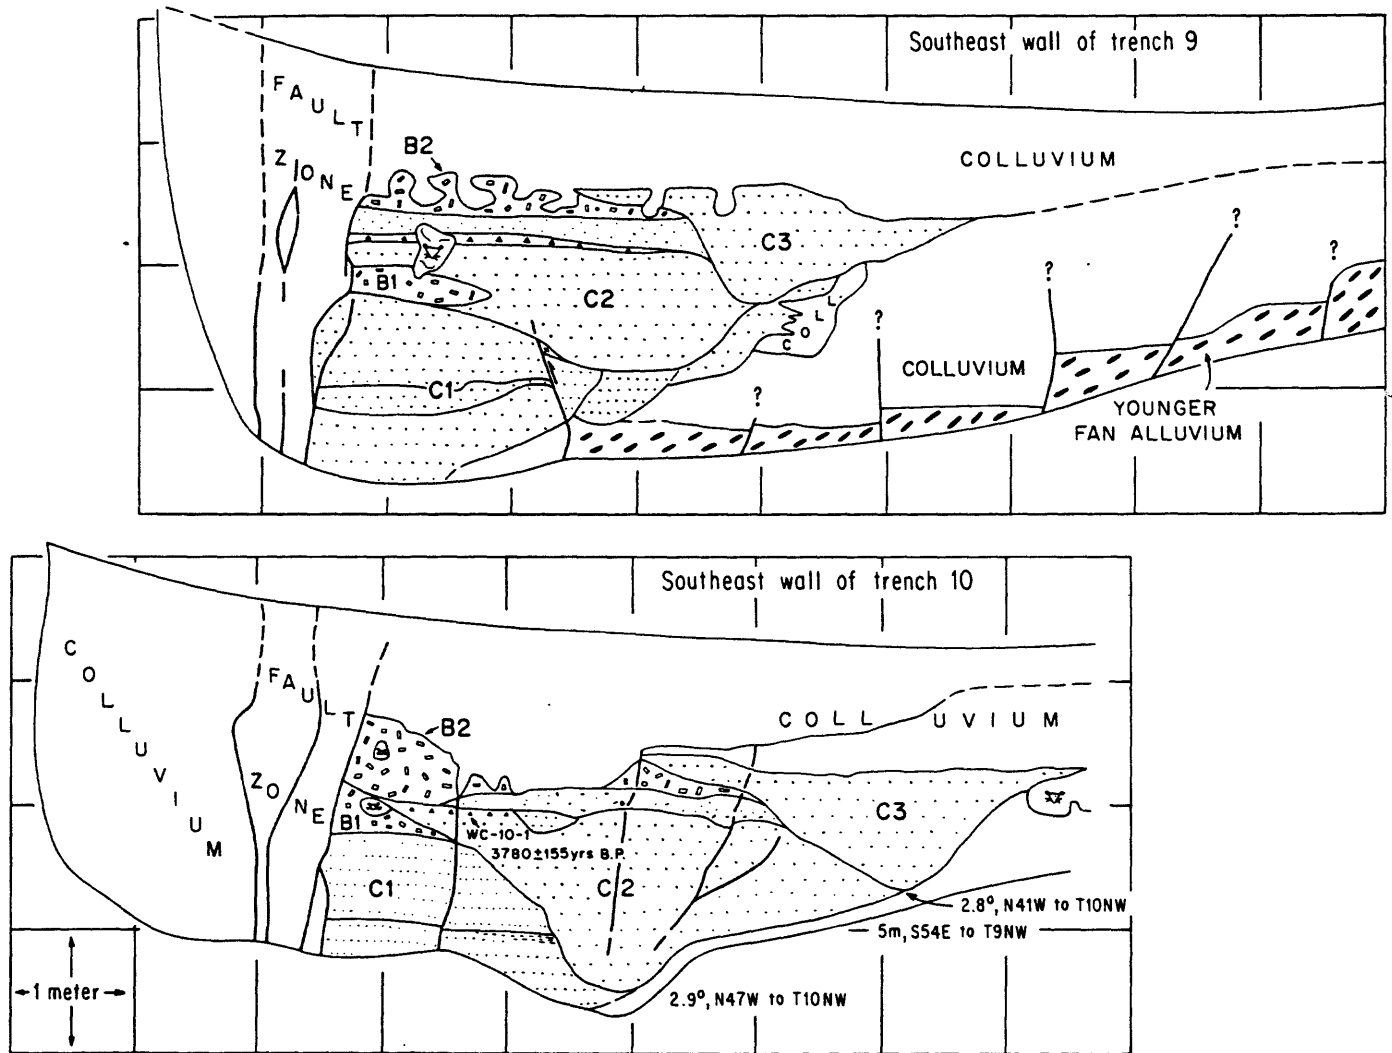 Southeast wall of trench 9
FAULT
ZONE
B2
COLLUVIUM
C3
B1
C2
COLL
?
?
?
?
?
C1
COLLUVIUM
YOUNGER
FAN ALLUVIUM
Southeast wall of trench 10
COLLUVIUM
FAULT
ZONE
B2
COLLUVIUM
B1
WC-10-1
3780±155yrs B.P.
C3
C1
C2
2.8°, N41W to T10NW
5m, S54E to T9NW
1 meter
2.9°, N47W to T10NW